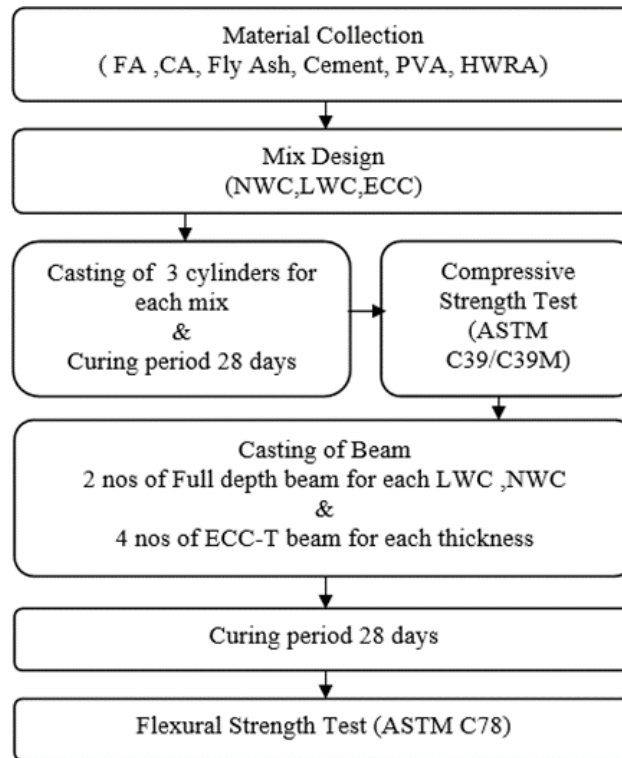 Material Collection
( FA ,CA, Fly Ash, Cement, PVA, HWRA)
Mix Design
(NWC,LWC,ECC)
Casting of 3 cylinders for
each mix
&
Curing period 28 days
Compressive
Strength Test
(ASTM
C39/C39M)
Casting of Beam
2 nos of Full depth beam for each LWC ,NWC
&
4 nos of ECC-T beam for each thickness
Curing period 28 days
Flexural Strength Test (ASTM C78)